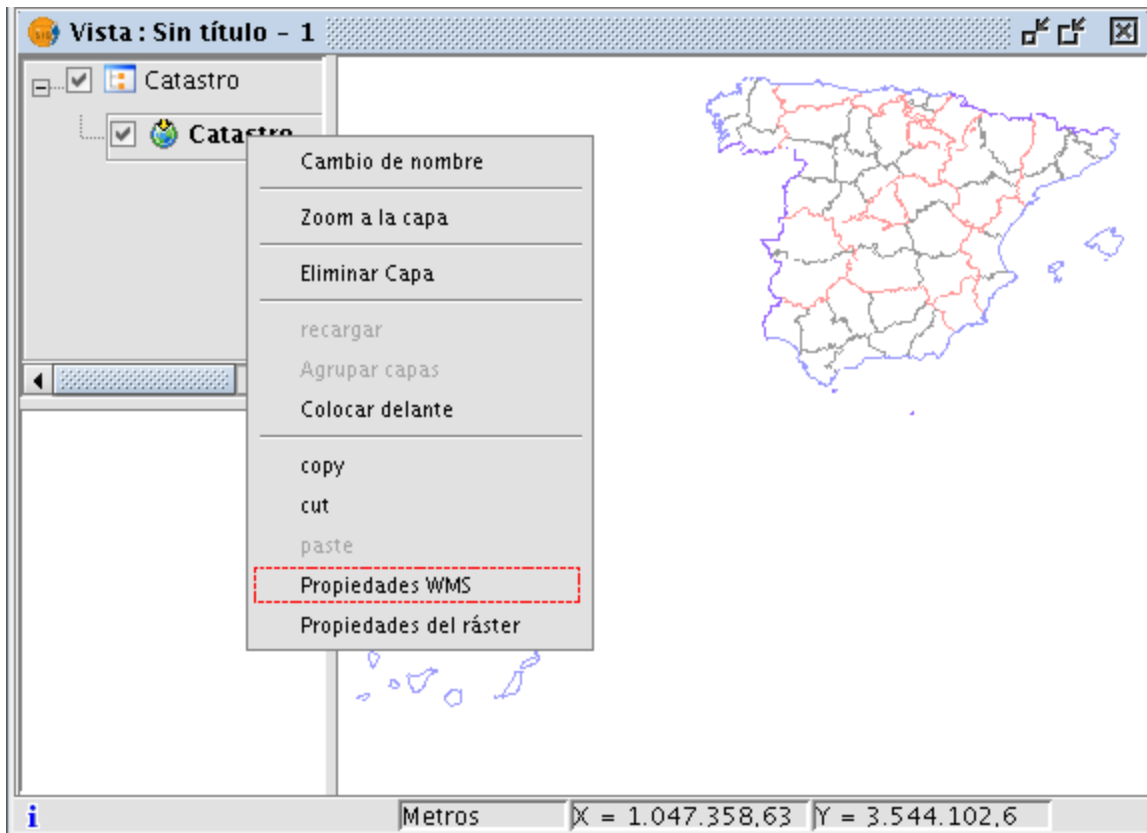 Vista : Sin título - 1
Catastro
Catastro
Cambio de nombre
Zoom a la capa
Eliminar Capa
recargar
Agrupar capas
Colocar delante
copy
cut
paste
Propiedades WMS
Propiedades del ráster
Metros
X = 1.047.358,63
Y = 3.544.102,6